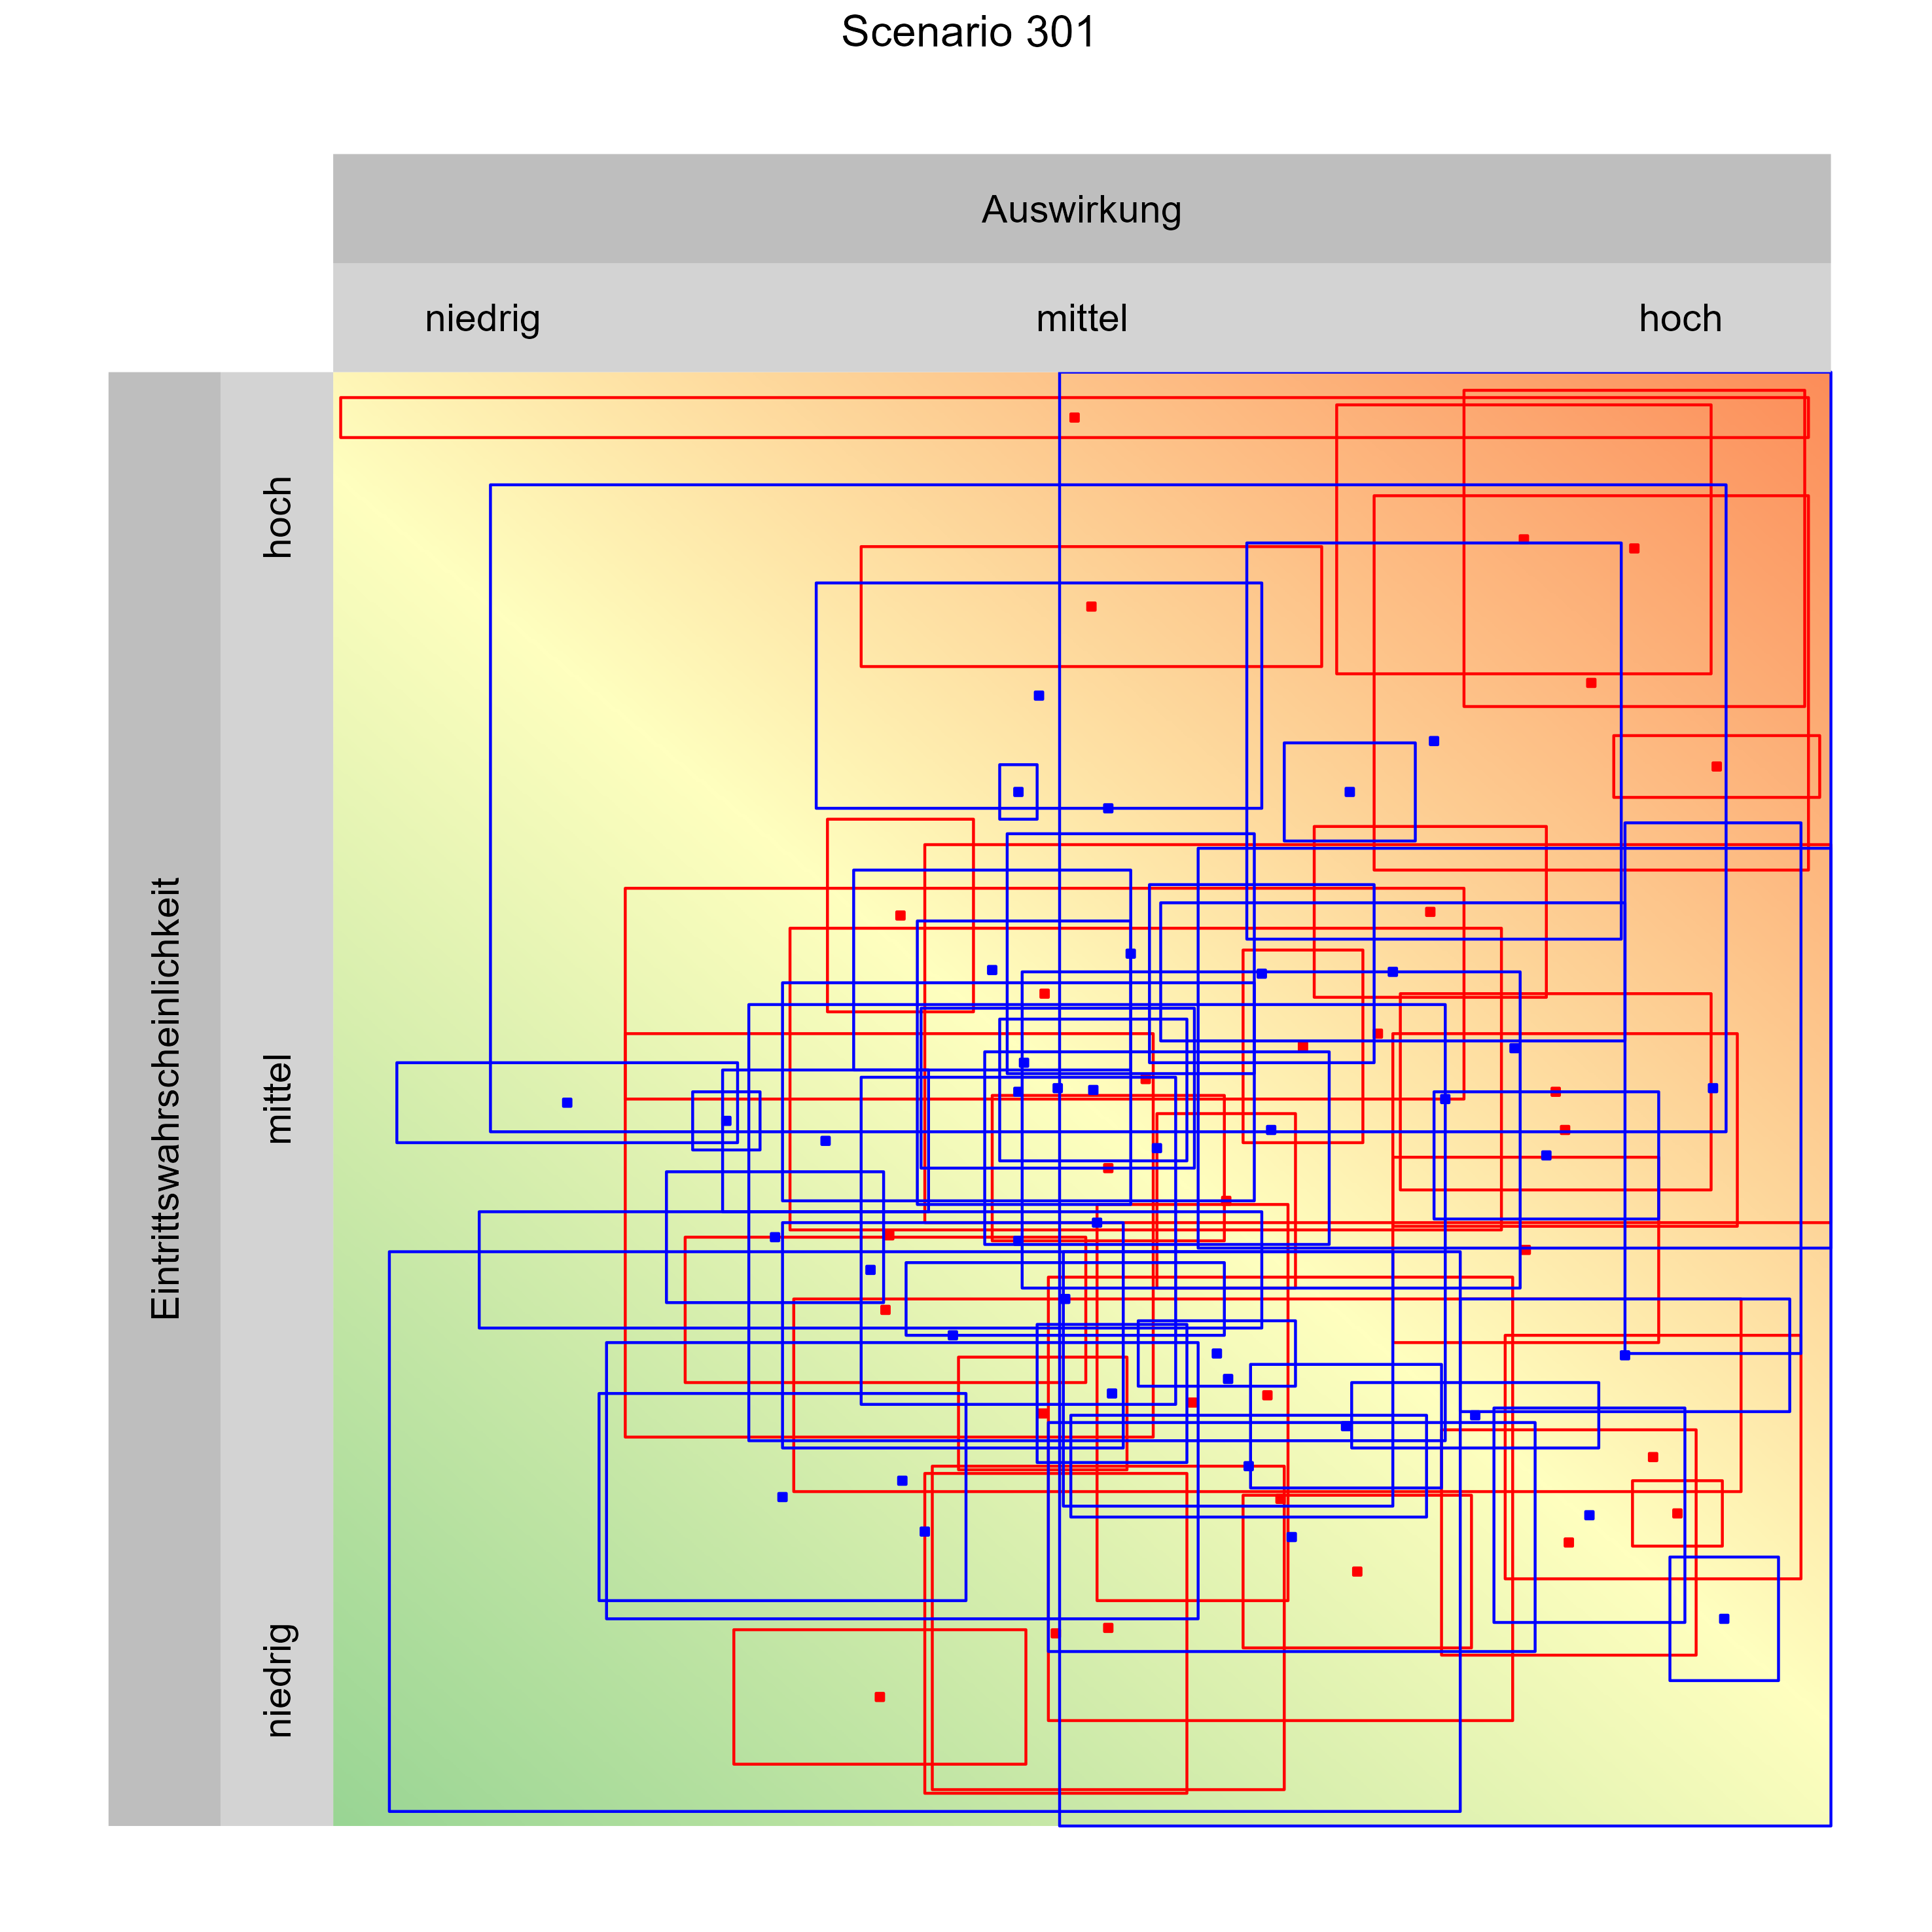 Scenario 301
Auswirkung
niedrig
mittel
hoch
Eintrittswahrscheinlichkeit
hoch
mittel
niedrig